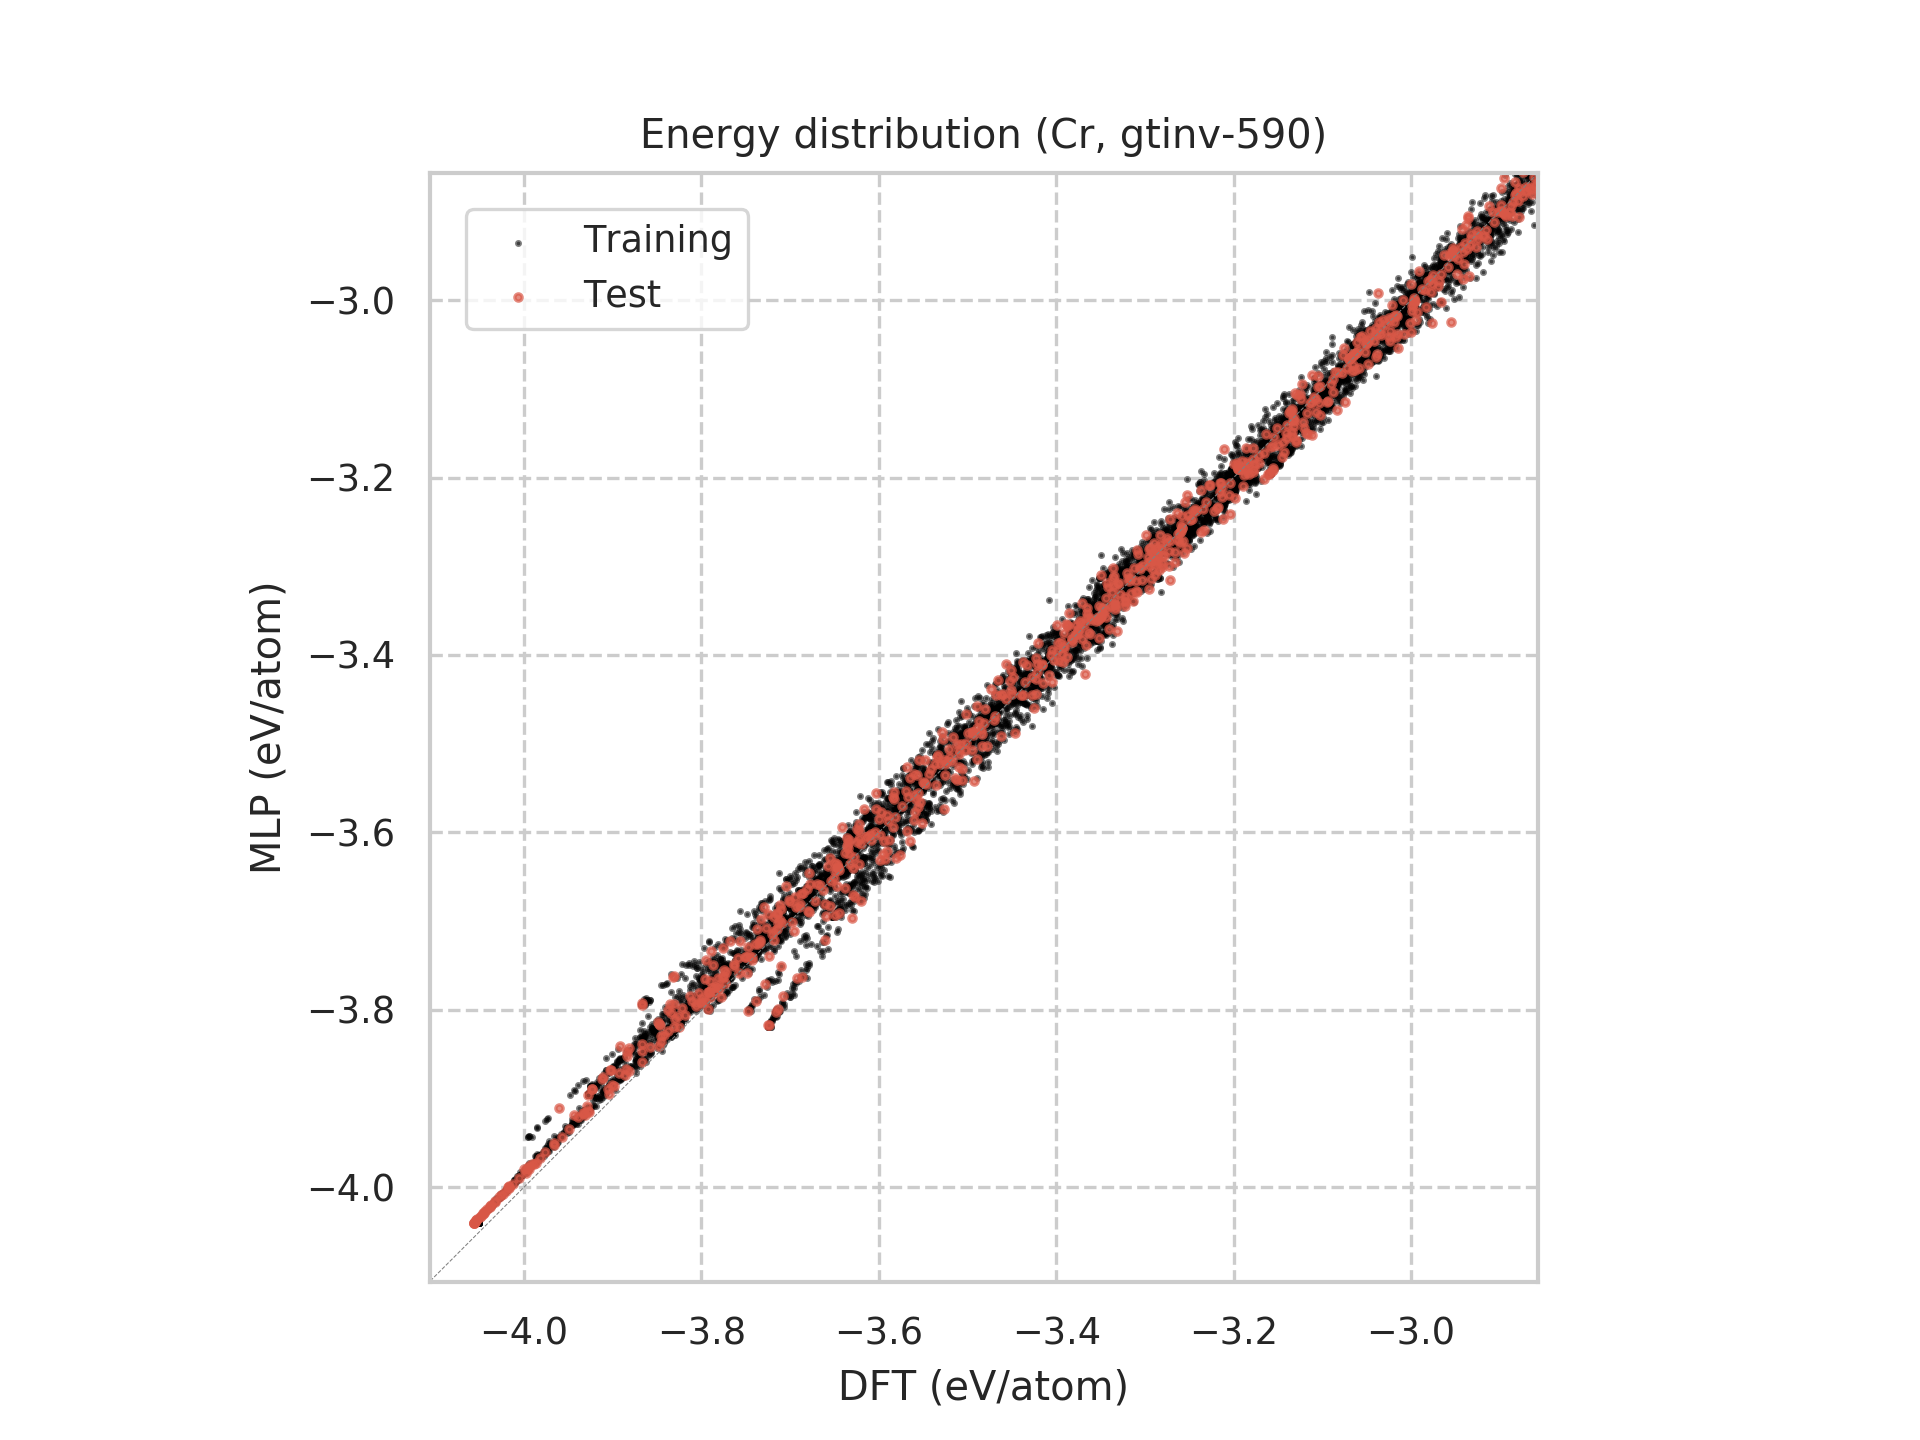 Energy distribution (Cr, gtinv-590)
Training
Test
−3.0
−3.2
−3.4
−3.6
−3.8
−4.0
MLP (eV/atom)
−4.0 −3.8 −3.6 −3.4 −3.2 −3.0
DFT (eV/atom)